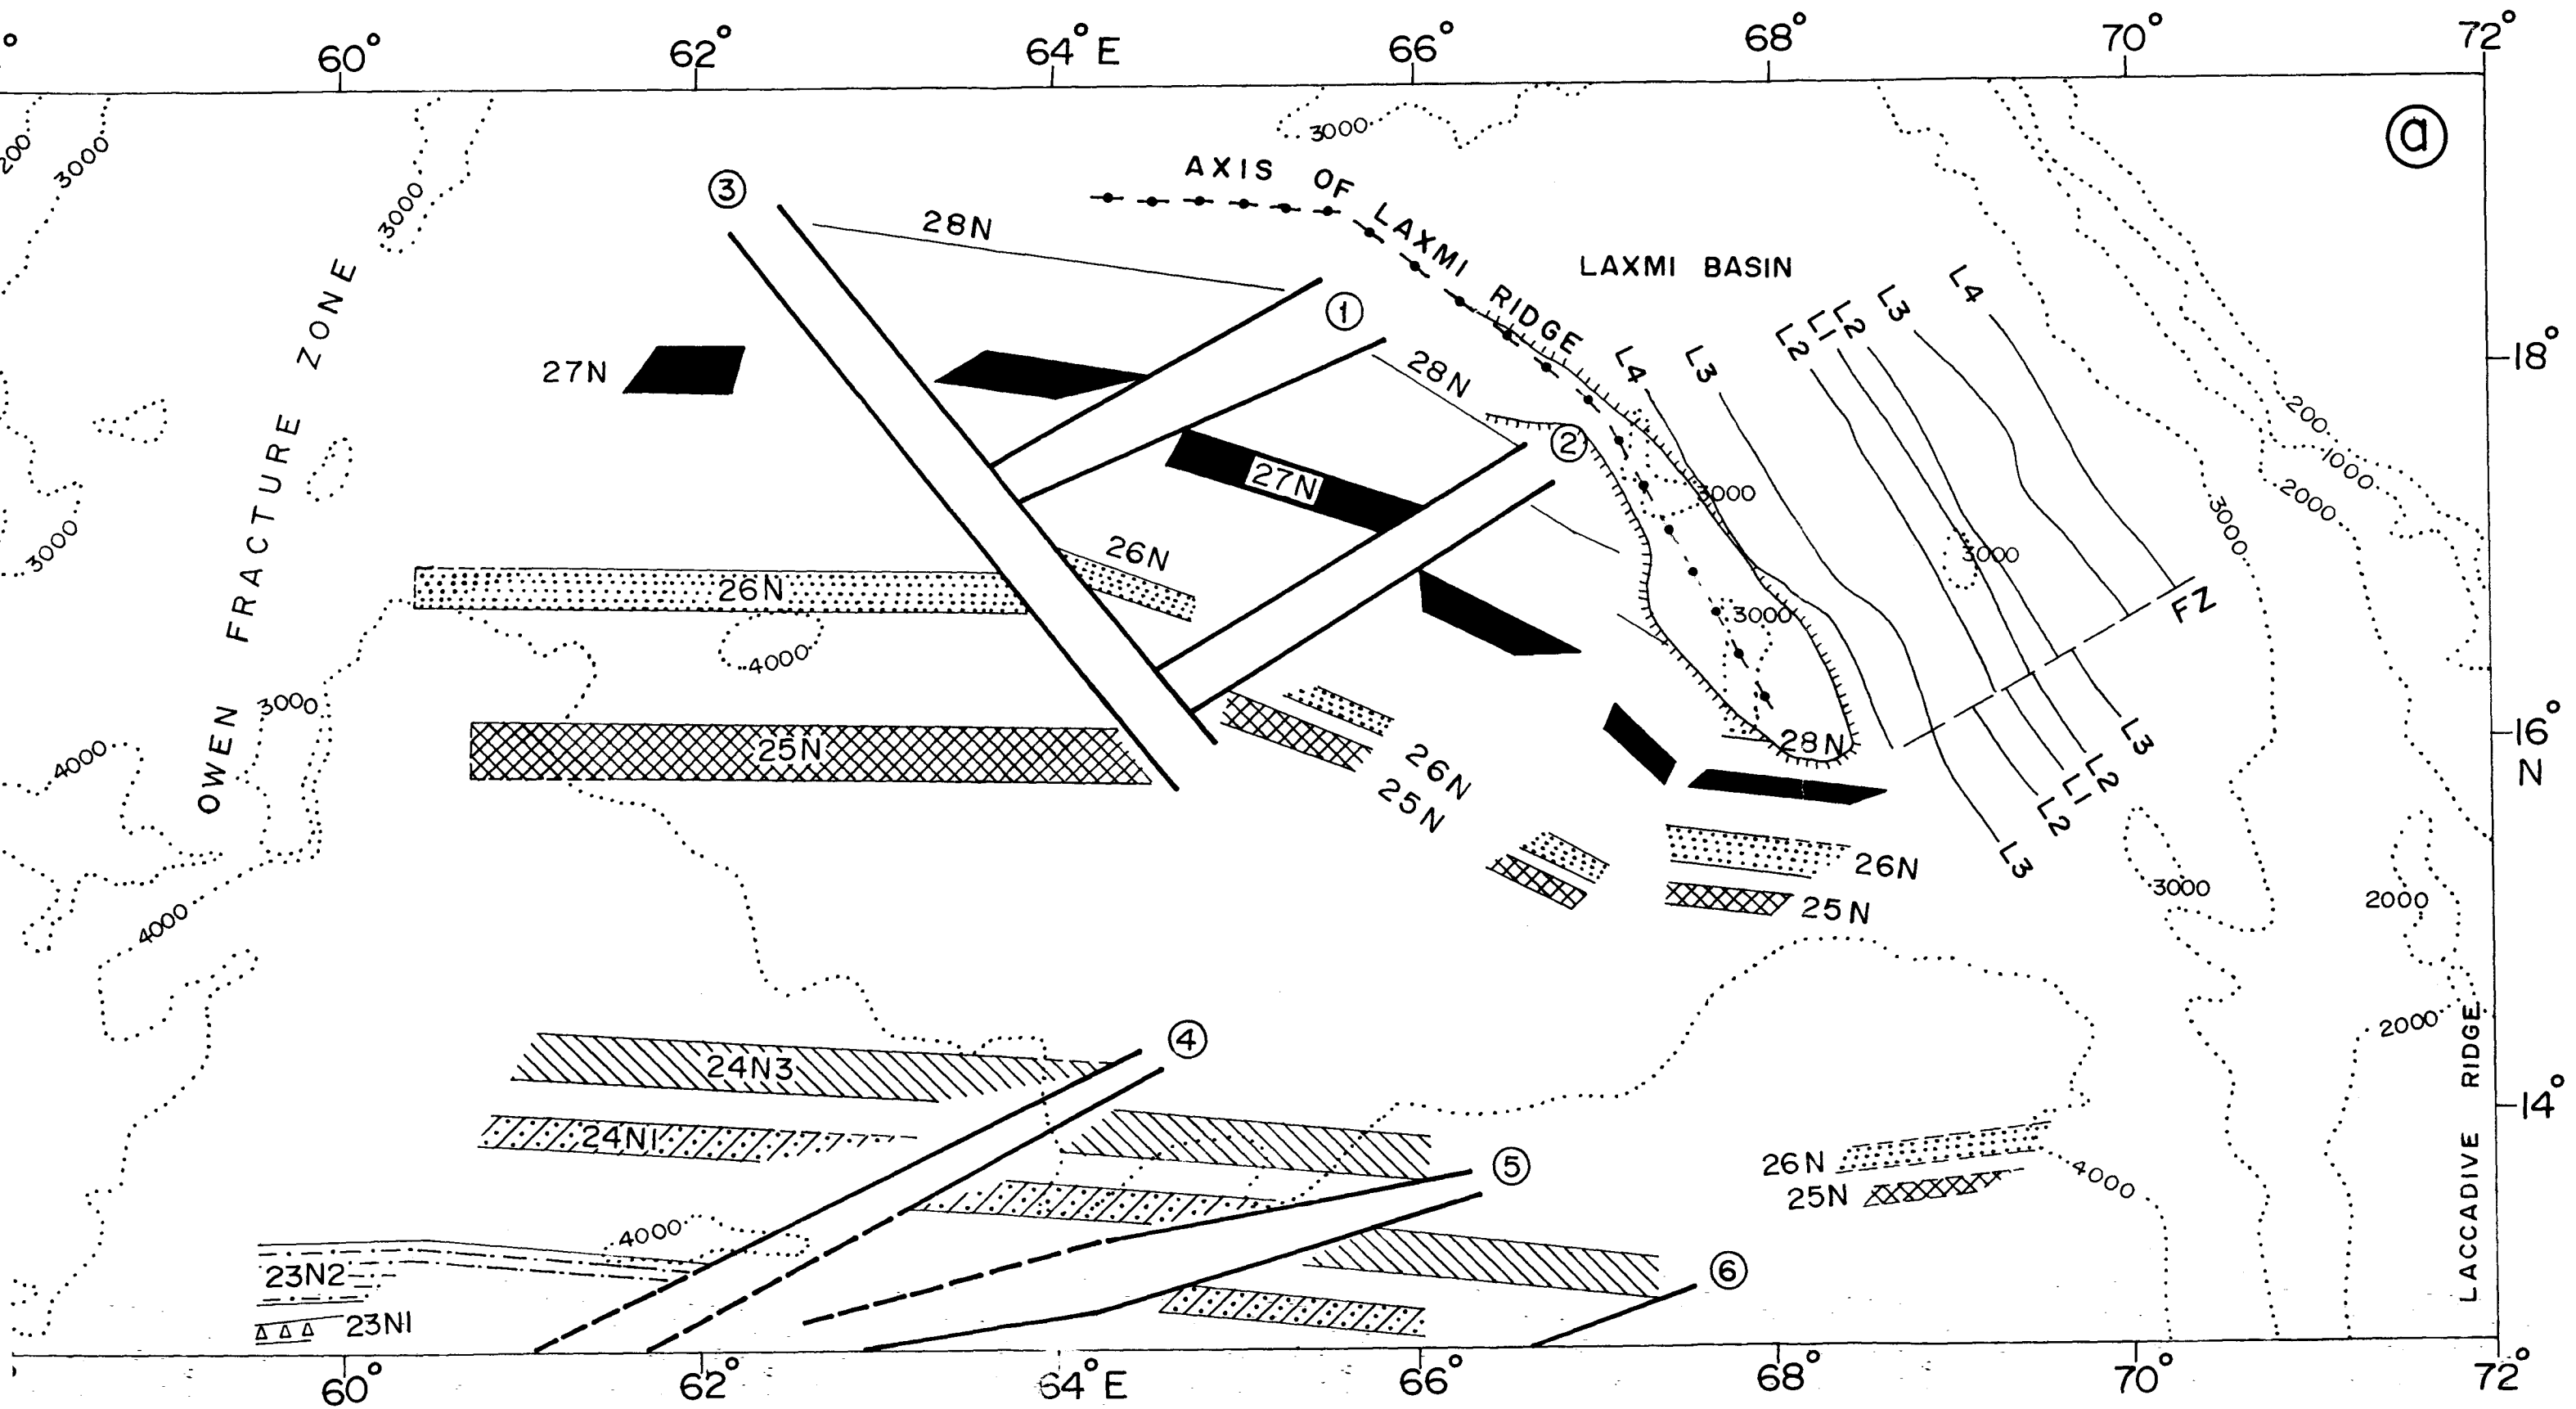 60° 62° 64° E 66° 68° 70° 72°
ⓐ
200
3000
3000
3000
AXIS OF LAXMI RIDGE
③
28N
LAXMI BASIN
①
L4 L3 L2 L1 L2 L3 L4
18°
27N
28N
②
200
1000
2000
3000
27N
3000
OWEN FRACTURE ZONE
3000
26N
26N
3000
3000
FZ
4000
3000
4000
25N
28N
16°
N
26N
25N
L3
L2
L1
L2
L3
26N
25N
3000
2000
4000
2000
④
24N3
24N1
14°
⑤
26N
25N
4000
LACCADIVE RIDGE
4000
23N2
23N1
⑥
60° 62° 64° E 66° 68° 70° 72°